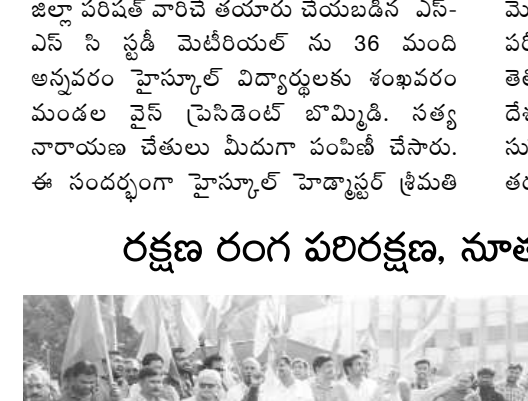 జిల్లా పరిషత్ వారిచే తయారు చేయబడిన ఎస్-
ఎస్ సి స్టడీ మెటీరియల్ ను 36 మంది
అన్నవరం హైస్కూల్ విద్యార్థులకు శంఖవరం
మండల వైస్ ప్రెసిడెంట్ బొమ్మిడి. సత్య
నారాయణ చేతులు మీదుగా పంపిణీ చేసారు.
ఈ సందర్భంగా హైస్కూల్ హెడ్మాస్టర్ శ్రీమతి
రక్షణ రంగ పరిరక్షణ,